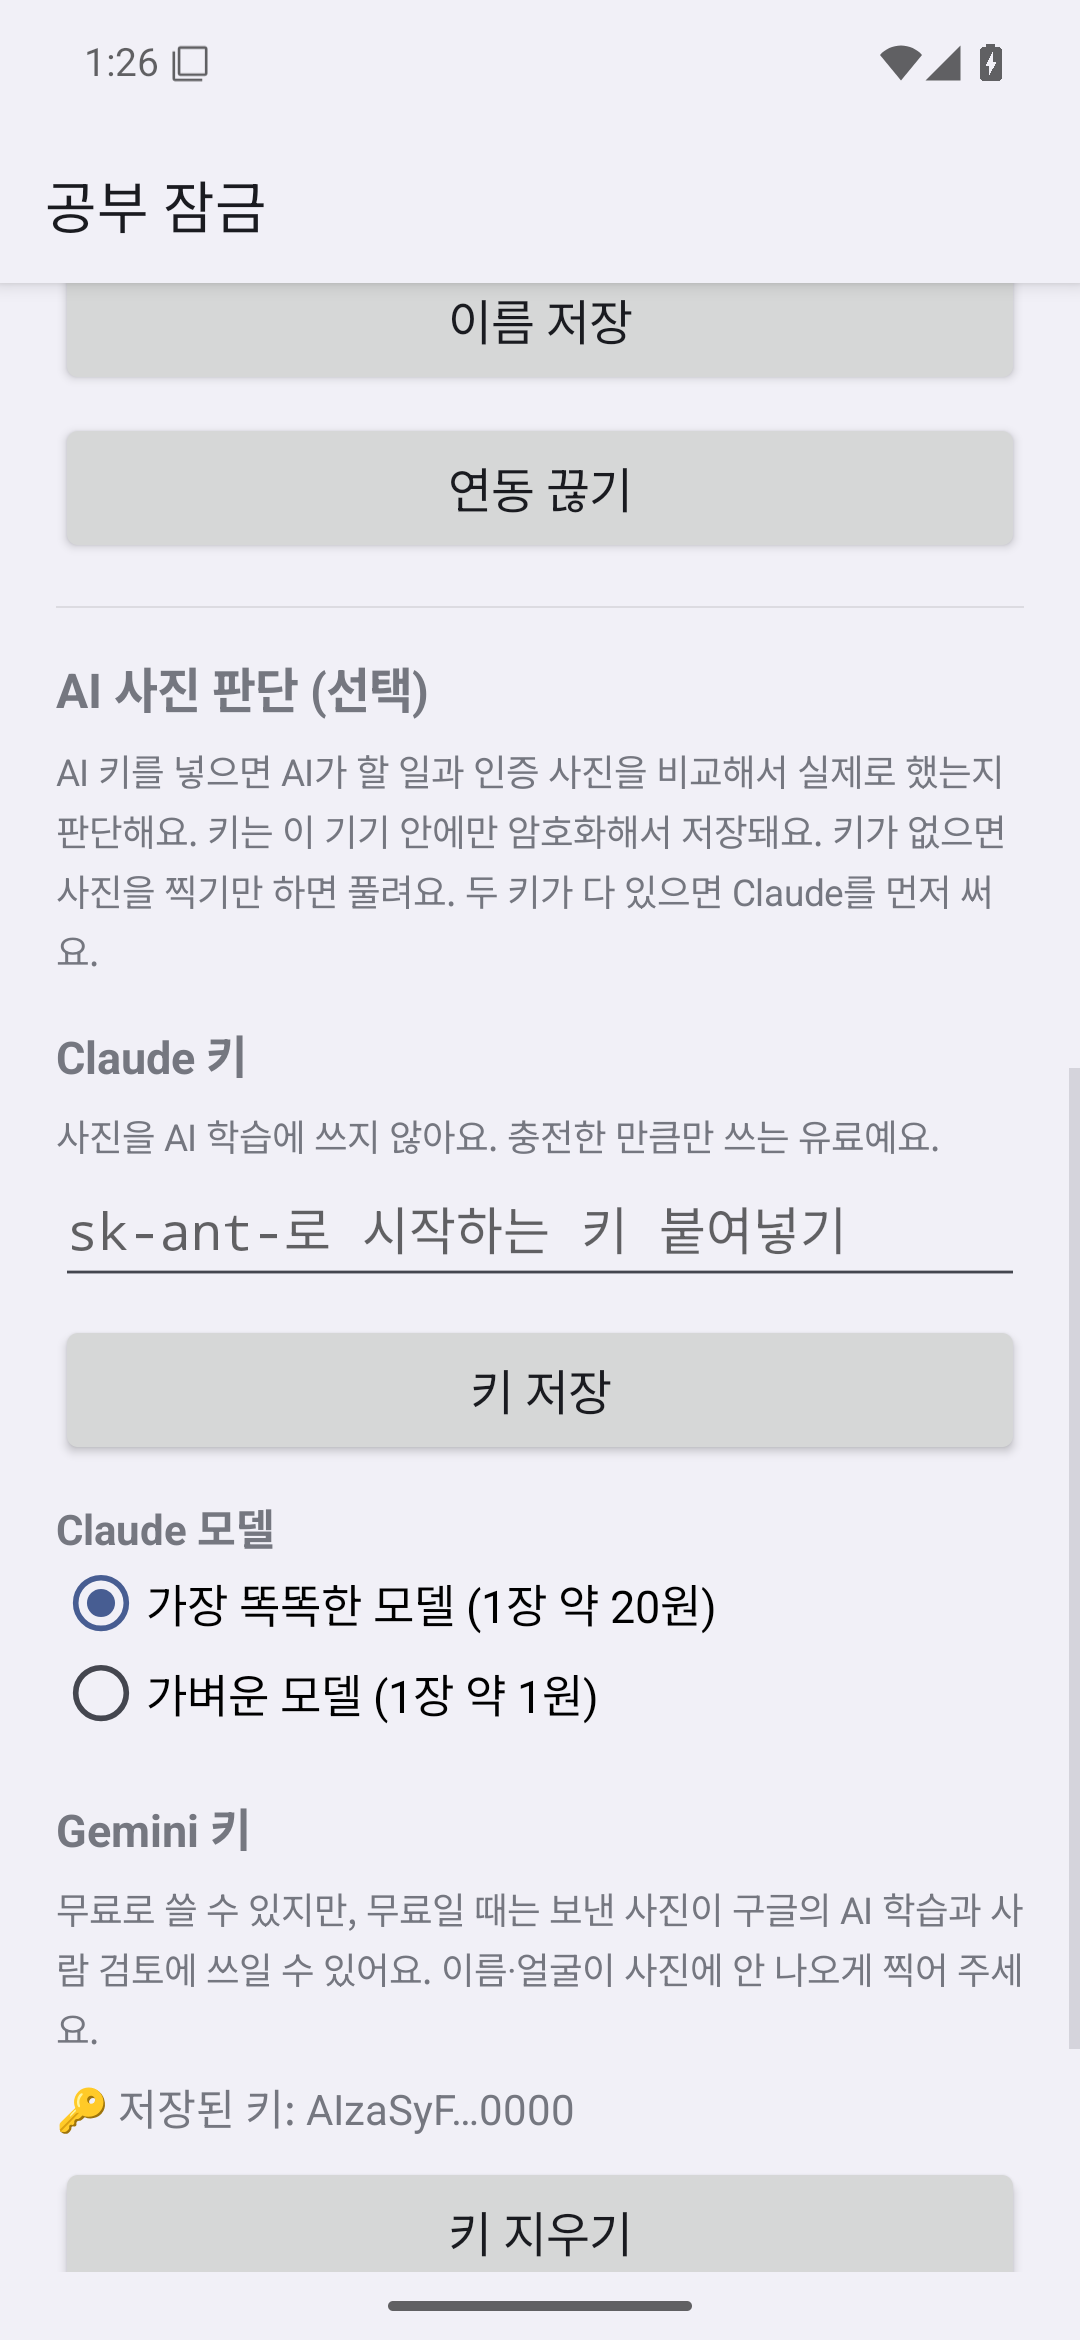 1:26
공부 잠금
이름 저장
연동 끊기
AI 사진 판단 (선택)
AI 키를 넣으면 AI가 할 일과 인증 사진을 비교해서 실제로 했는지
판단해요. 키는 이 기기 안에만 암호화해서 저장돼요. 키가 없으면
사진을 찍기만 하면 풀려요. 두 키가 다 있으면 Claude를 먼저 써
요.
Claude 키
사진을 AI 학습에 쓰지 않아요. 충전한 만큼만 쓰는 유료예요.
sk-ant-로 시작하는 키 붙여넣기
키 저장
Claude 모델
가장 똑똑한 모델 (1장 약 20원)
가벼운 모델 (1장 약 1원)
Gemini 키
무료로 쓸 수 있지만, 무료일 때는 보낸 사진이 구글의 AI 학습과 사
람 검토에 쓰일 수 있어요. 이름·얼굴이 사진에 안 나오게 찍어 주세
요.
🔑 저장된 키: AIzaSyF…0000
키 지우기